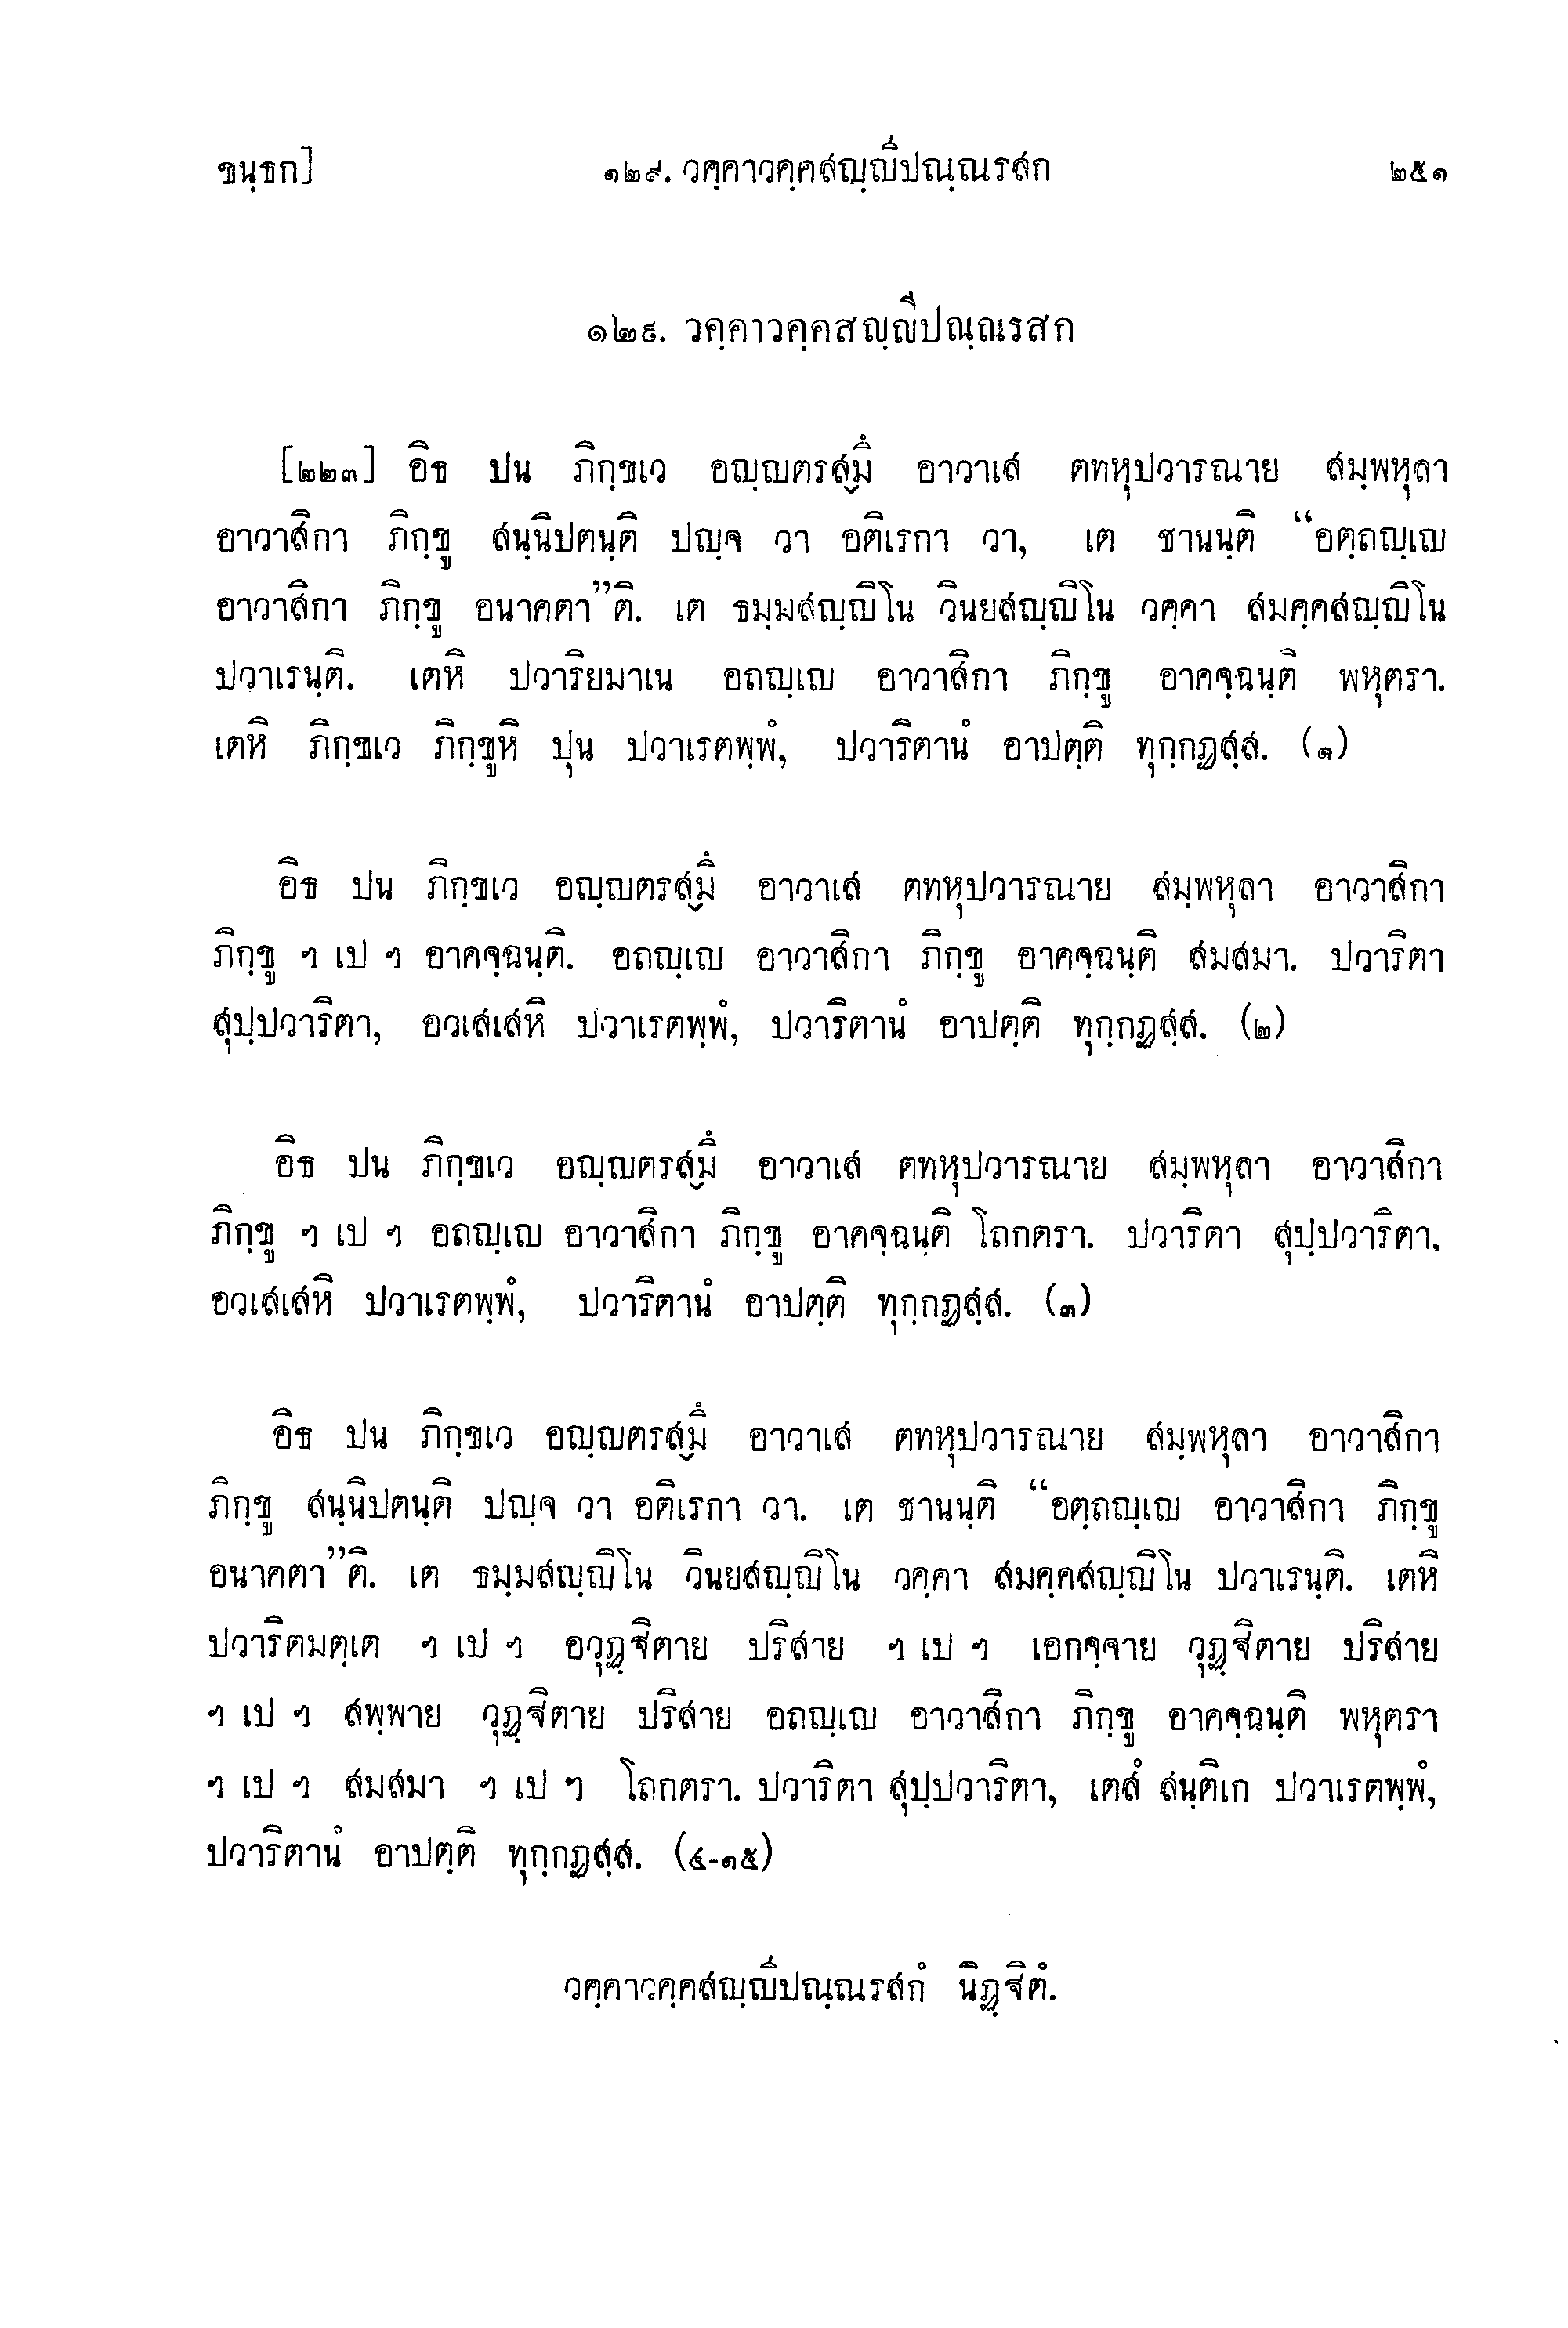 ขนฺธก]
๑๒๙. วคฺคาวคฺคสญฺญิปณฺณรสก
๒๕๑
๑๒๙. วคฺคาวคฺคสญฺญิปณฺณรสก
[๒๒๓] อิธ ปน ภิกฺขเว อญฺญตรสฺมิํ อาวาเส ตทหุปวารณาย สมฺพหุลา
อาวาสิกา ภิกฺขู สนฺนิปตนฺติ ปญฺจ วา อติเรกา วา, เต ชานนฺติ “อตฺถญฺเญ
อาวาสิกา ภิกฺขู อนาคตา”ติ. เต ธมฺมสญฺญิโน วินยสญฺญิโน วคฺคา สมคฺคสญฺญิโน
ปวาเรนฺติ. เตหิ ปวาริยมาเน อถญฺเญ อาวาสิกา ภิกฺขู อาคจฺฉนฺติ พหุตรา.
เตหิ ภิกฺขเว ภิกฺขูหิ ปุน ปวาเรตพฺพํ, ปวาริตานํ อาปตฺติ ทุกฺกฏสฺส. (๑)
อิธ ปน ภิกฺขเว อญฺญตรสฺมิํ อาวาเส ตทหุปวารณาย สมฺพหุลา อาวาสิกา
ภิกฺขู ฯ เป ฯ อาคจฺฉนฺติ. อถญฺเญ อาวาสิกา ภิกฺขู อาคจฺฉนฺติ สมสมา. ปวาริตา
สุปฺปวาริตา, อวเสเสหิ ปวาเรตพฺพํ, ปวาริตานํ อาปตฺติ ทุกฺกฏสฺส. (๒)
อิธ ปน ภิกฺขเว อญฺญตรสฺมิํ อาวาเส ตทหุปวารณาย สมฺพหุลา อาวาสิกา
ภิกฺขู ฯ เป ฯ อถญฺเญ อาวาสิกา ภิกฺขู อาคจฺฉนฺติ โถกตรา. ปวาริตา สุปฺปวาริตา,
อวเสเสหิ ปวาเรตพฺพํ, ปวาริตานํ อาปตฺติ ทุกฺกฏสฺส. (๓)
อิธ ปน ภิกฺขเว อญฺญตรสฺมิํ อาวาเส ตทหุปวารณาย สมฺพหุลา อาวาสิกา
ภิกฺขู สนฺนิปตนฺติ ปญฺจ วา อติเรกา วา. เต ชานนฺติ “อตฺถญฺเญ อาวาสิกา ภิกฺขู
อนาคตา”ติ. เต ธมฺมสญฺญิโน วินยสญฺญิโน วคฺคา สมคฺคสญฺญิโน ปวาเรนฺติ. เตหิ
ปวาริตมตฺเต ฯ เป ฯ อวุฏฺฐิตาย ปริสาย ฯ เป ฯ เอกจฺจาย วุฏฺฐิตาย ปริสาย
ฯ เป ฯ สพฺพาย วุฏฺฐิตาย ปริสาย อถญฺเญ อาวาสิกา ภิกฺขู อาคจฺฉนฺติ พหุตรา
ฯ เป ฯ สมสมา ฯ เป ฯ โถกตรา. ปวาริตา สุปฺปวาริตา, เตสํ สนฺติเก ปวาเรตพฺพํ,
ปวาริตานํ อาปตฺติ ทุกฺกฏสฺส. (๔-๑๕)
วคฺคาวคฺคสญฺญิปณฺณรสกํ นิฏฺฐิตํ.